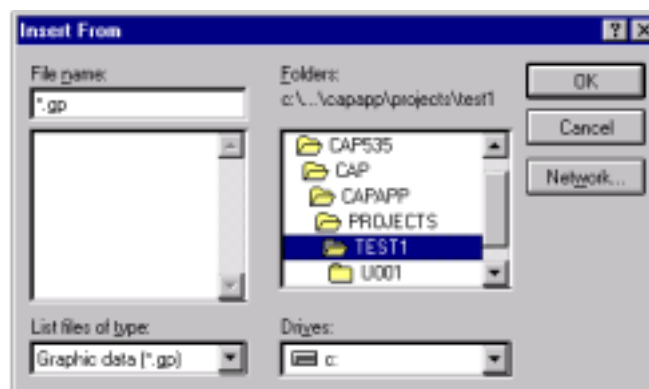 Insert From
File name:
*.gp
Folders:
c:\...\capapp\projects\test1
CAP535
CAP
CAPAPP
PROJECTS
TEST1
U001
OK
Cancel
Network...
List files of type:
Graphic data (*.gp)
Drives:
c: